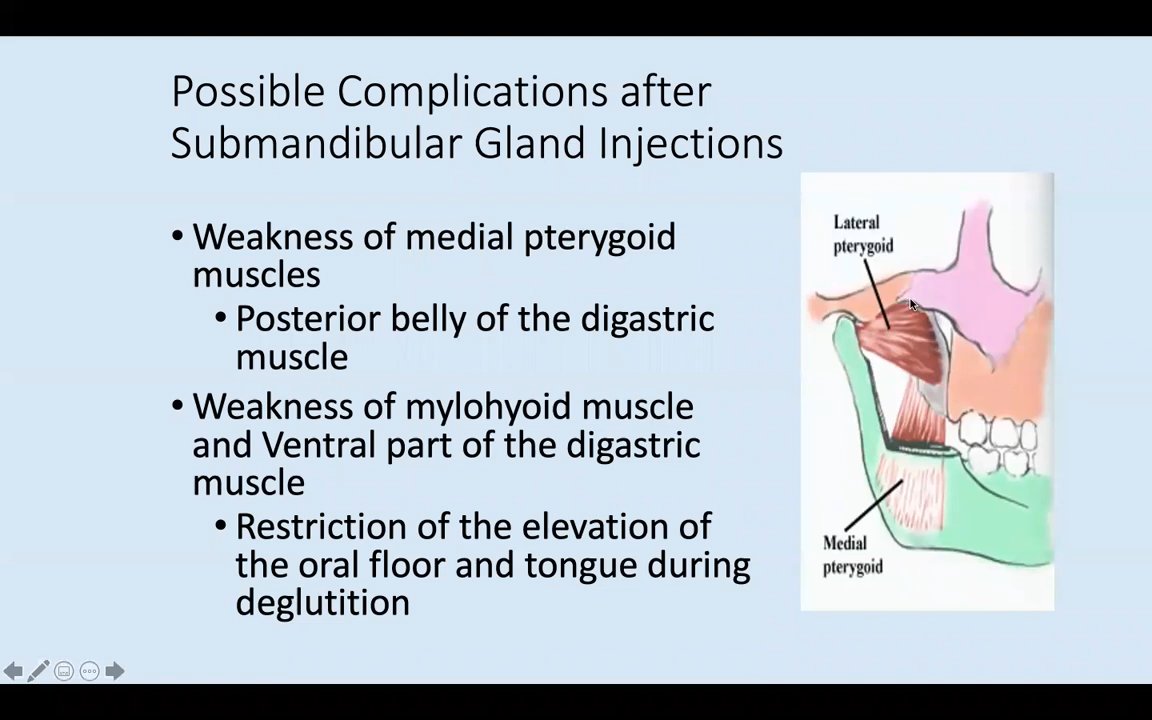 Possible Complications after
Submandibular Gland Injections
• Weakness of medial pterygoid
muscles
• Posterior belly of the digastric
muscle
• Weakness of mylohyoid muscle
and Ventral part of the digastric
muscle
• Restriction of the elevation of
the oral floor and tongue during
deglutition
Lateral
pterygoid
Medial
pterygoid